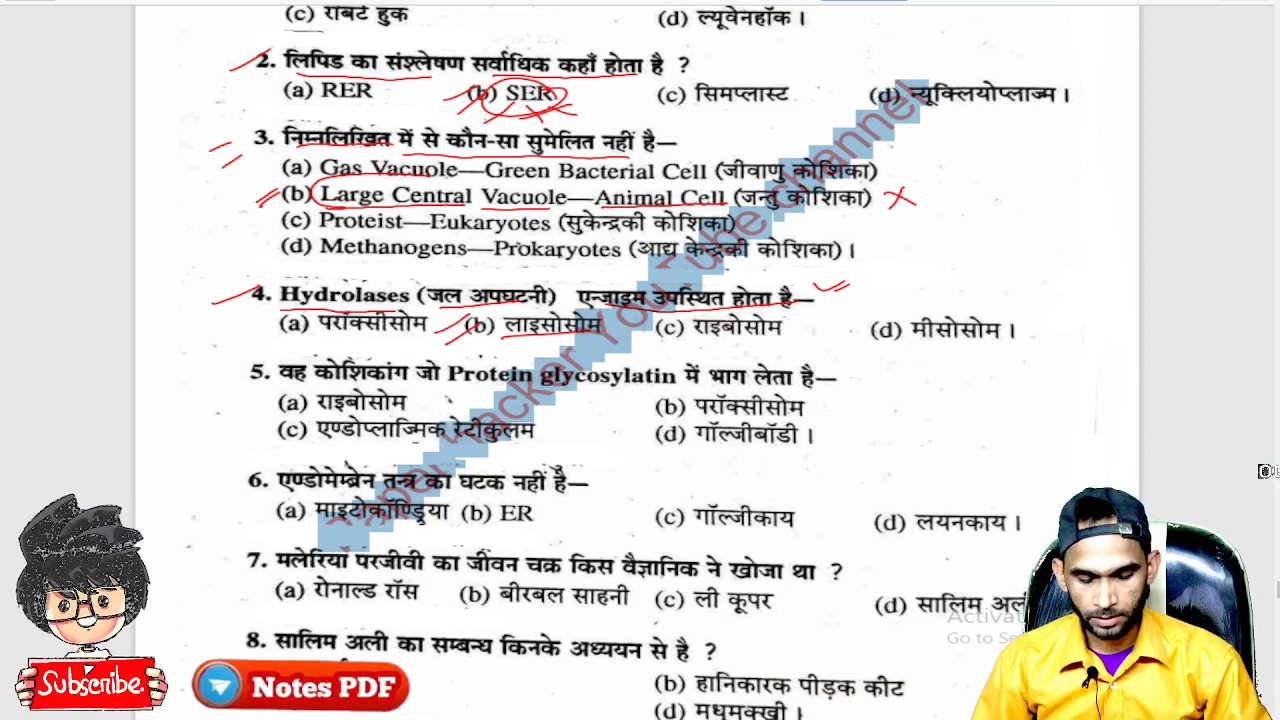 (c) राबर्ट हुक (d) ल्यूवेनहॉक।
2. लिपिड का संश्लेषण सर्वाधिक कहाँ होता है ?
(a) RER (b) SER (c) सिमप्लास्ट (d) न्यूक्लियोप्लाज्म।
3. निम्नलिखित में से कौन-सा सुमेलित नहीं है—
(a) Gas Vacuole—Green Bacterial Cell (जीवाणु कोशिका)
(b) Large Central Vacuole—Animal Cell (जन्तु कोशिका)
(c) Proteist—Eukaryotes (सुकेन्द्रकी कोशिका)
(d) Methanogens—Prokaryotes (आद्य केन्द्रकी कोशिका)।
4. Hydrolases (जल अपघटनी) एन्जाइम उपस्थित होता है—
(a) परॉक्सीसोम (b) लाइसोसोम (c) राइबोसोम (d) मीसोसोम।
5. वह कोशिकांग जो Protein glycosylatin में भाग लेता है—
(a) राइबोसोम (b) परॉक्सीसोम
(c) एण्डोप्लाज्मिक रेटीकुलम (d) गॉल्जीबॉडी।
6. एण्डोमेम्ब्रेन तन्त्र का घटक नहीं है—
(a) माइटोकॉण्ड्रिया (b) ER (c) गॉल्जीकाय (d) लयनकाय।
7. मलेरिया परजीवी का जीवन चक्र किस वैज्ञानिक ने खोजा था ?
(a) रोनाल्ड रॉस (b) बीरबल साहनी (c) ली कूपर (d) सालिम
8. सालिम अली का सम्बन्ध किनके अध्ययन से है ?
(b) हानिकारक पीड़क कीट
(d) मधुमक्खी।
hacker YouTube channel
Subscribe.
Notes PDF